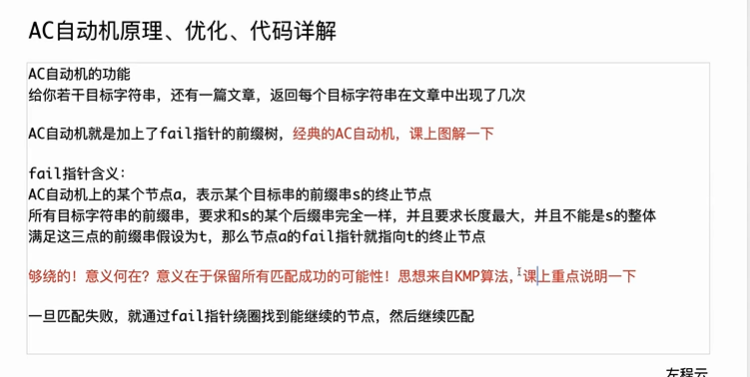 AC自动机原理、优化、代码详解
AC自动机的功能
给你若干目标字符串，还有一篇文章，返回每个目标字符串在文章中出现了几次
AC自动机就是加上了fail指针的前缀树，经典的AC自动机，课上图解一下
fail指针含义：
AC自动机上的某个节点a，表示某个目标串的前缀串s的终止节点
所有目标字符串的前缀串，要求和s的某个后缀串完全一样，并且要求长度最大，并且不能是s的整体
满足这三点的前缀串假设为t，那么节点a的fail指针就指向t的终止节点
够绕的！意义何在？意义在于保留所有匹配成功的可能性！思想来自KMP算法，课上重点说明一下
一旦匹配失败，就通过fail指针绕圈找到能继续的节点，然后继续匹配
左程云